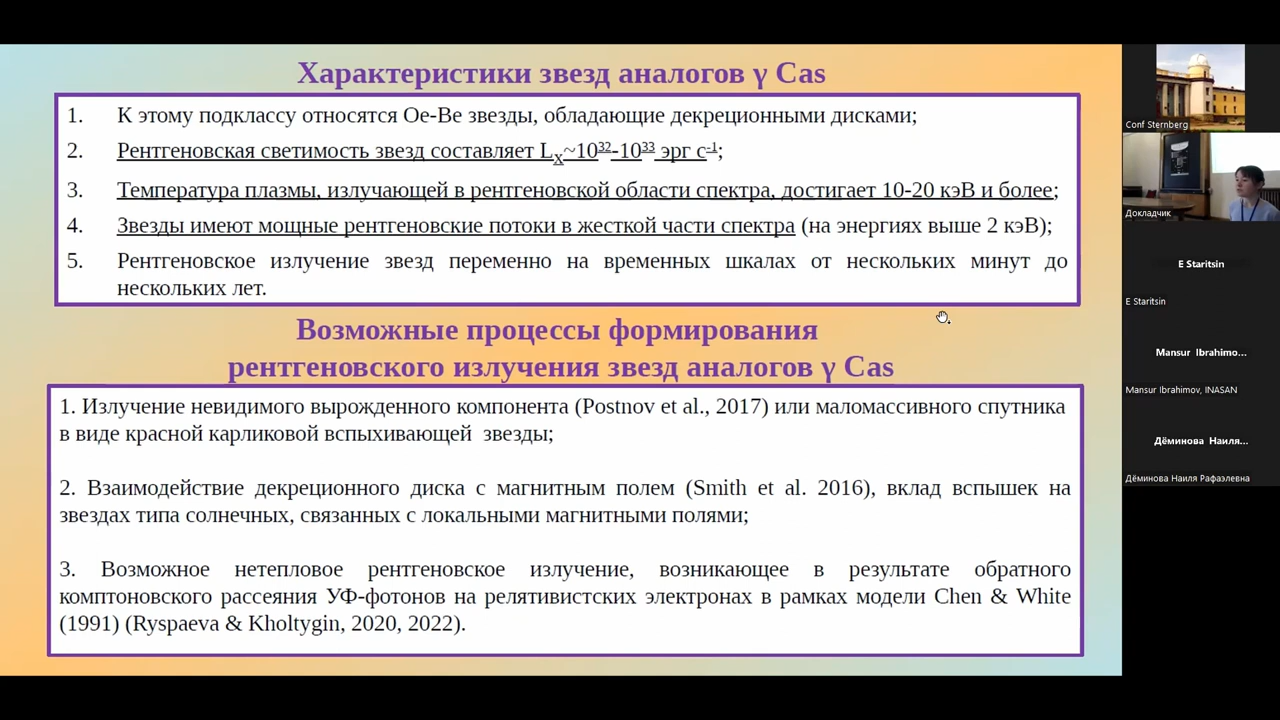 Характеристики звезд аналогов γ Cas
1. К этому подклассу относятся Oe-Be звезды, обладающие декреционными дисками;
2. Рентгеновская светимость звезд составляет Lx~10³²-10³³ эрг с⁻¹;
3. Температура плазмы, излучающей в рентгеновской области спектра, достигает 10-20 кэВ и более;
4. Звезды имеют мощные рентгеновские потоки в жесткой части спектра (на энергиях выше 2 кэВ);
5. Рентгеновское излучение звезд переменно на временных шкалах от нескольких минут до
нескольких лет.
Возможные процессы формирования
рентгеновского излучения звезд аналогов γ Cas
1. Излучение невидимого вырожденного компонента (Postnov et al., 2017) или маломассивного спутника
в виде красной карликовой вспыхивающей звезды;
2. Взаимодействие декреционного диска с магнитным полем (Smith et al. 2016), вклад вспышек на
звездах типа солнечных, связанных с локальными магнитными полями;
3. Возможное нетепловое рентгеновское излучение, возникающее в результате обратного
комптоновского рассеяния УФ-фотонов на релятивистских электронах в рамках модели Chen & White
(1991) (Ryspaeva & Kholtygin, 2020, 2022).
Conf Sternberg
Докладчик
E Staritsin
E Staritsin
Mansur Ibrahimo...
Mansur Ibrahimov, INASAN
Дёминова Наиля...
Дёминова Наиля Рафаэлевна